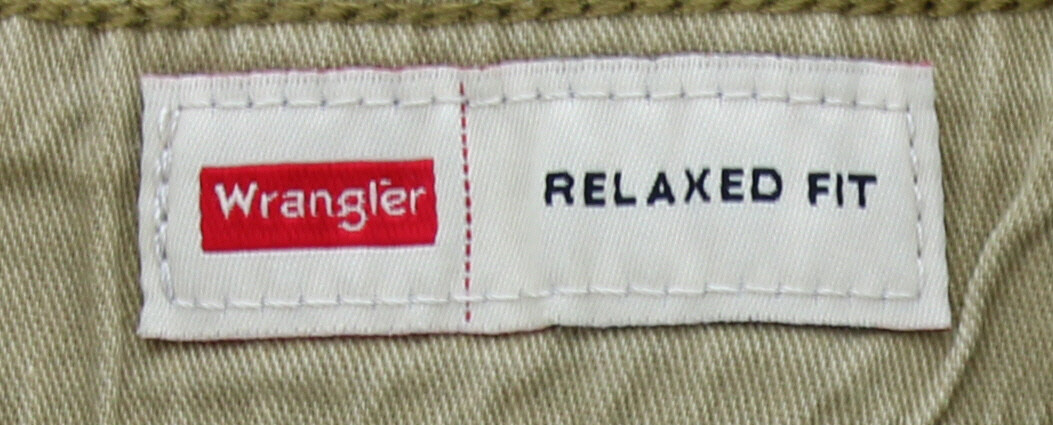 Wrangler
RELAXED FIT